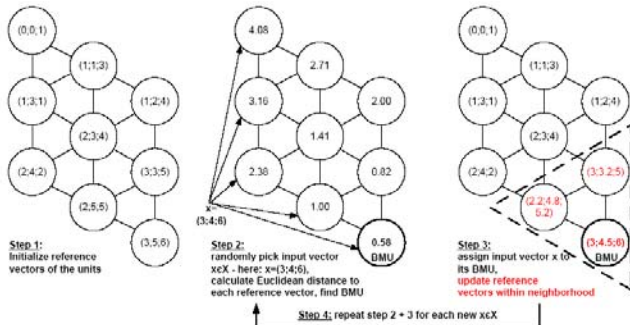 (0;0;1)
(1;1;3)
(1;3;1)
(1;2;4)
(2;3;4)
(2;4;2)
(3;3;5)
(2;5;5)
(3;5;6)
Step 1:
Initialize reference
vectors of the units
4.08
2.71
3.16
2.00
1.41
2.38
0.82
x=
(3;4;6)
1.00
0.58
BMU
Step 2:
randomly pick input vector
xϵX - here: x=(3;4;6),
calculate Euclidean distance to
each reference vector, find BMU
(0;0;1)
(1;1;3)
(1;3;1)
(1;2;4)
(2;3;4)
(2;4;2)
(3;3.2;5)
(2.2;4.8;
5.2)
(3;4.5;6)
BMU
Step 3:
assign input vector x to
its BMU,
update reference
vectors within neighborhood
Step 4: repeat step 2 + 3 for each new xϵX